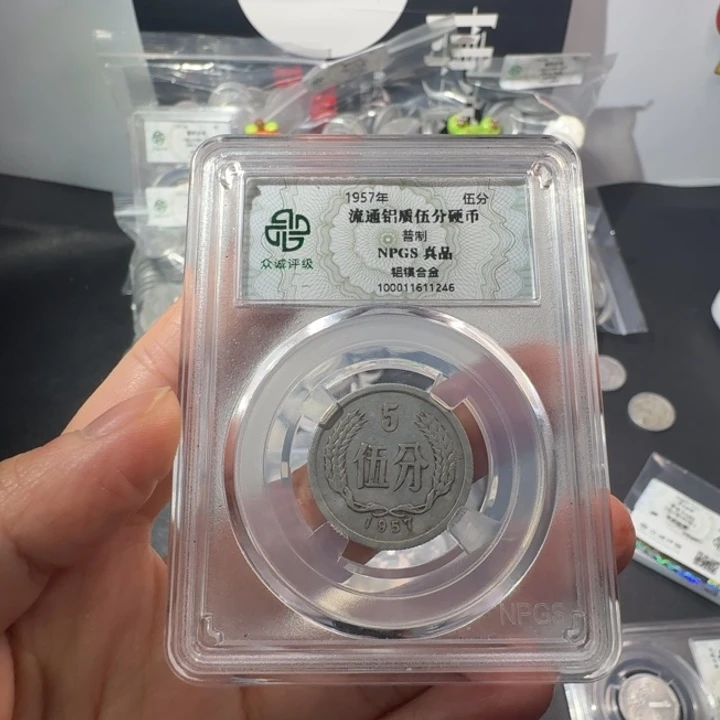 1957年 伍分
流通铝质伍分硬币
普制
NPGS 真品
铝镁合金
100011611246
众诚评级
5
伍分
1957
NPGS